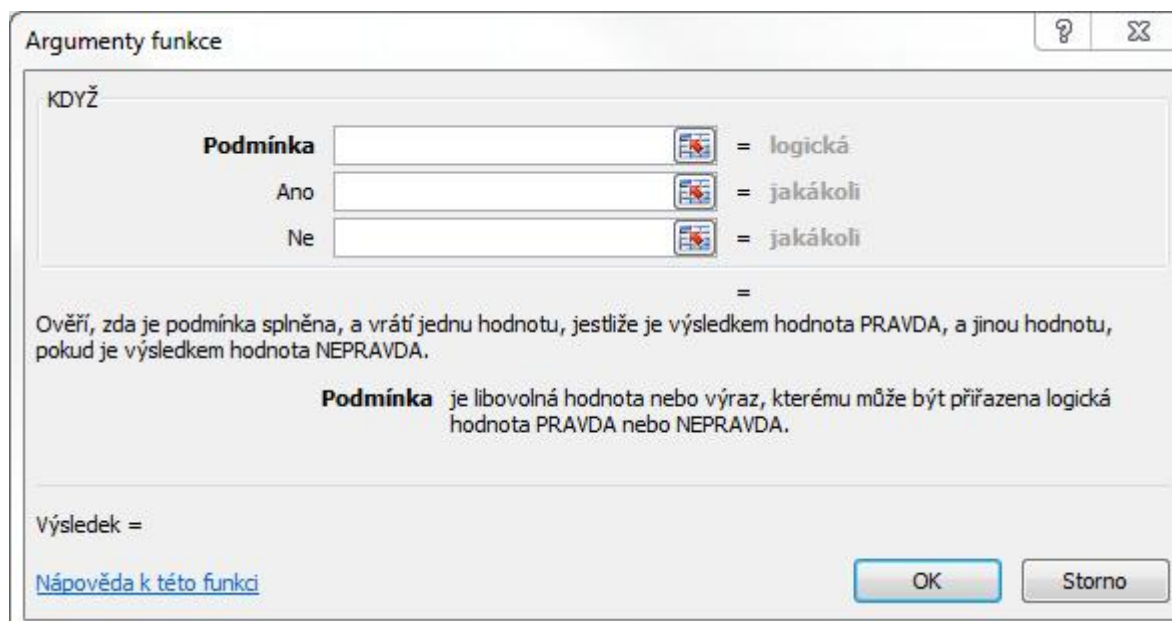 Argumenty funkce
KDYŽ
Podmínka = logická
Ano = jakákoli
Ne = jakákoli
=
Ověří, zda je podmínka splněna, a vrátí jednu hodnotu, jestliže je výsledkem hodnota PRAVDA, a jinou hodnotu,
pokud je výsledkem hodnota NEPRAVDA.
Podmínka je libovolná hodnota nebo výraz, kterému může být přiřazena logická
hodnota PRAVDA nebo NEPRAVDA.
Výsledek =
Nápověda k této funkci OK Storno